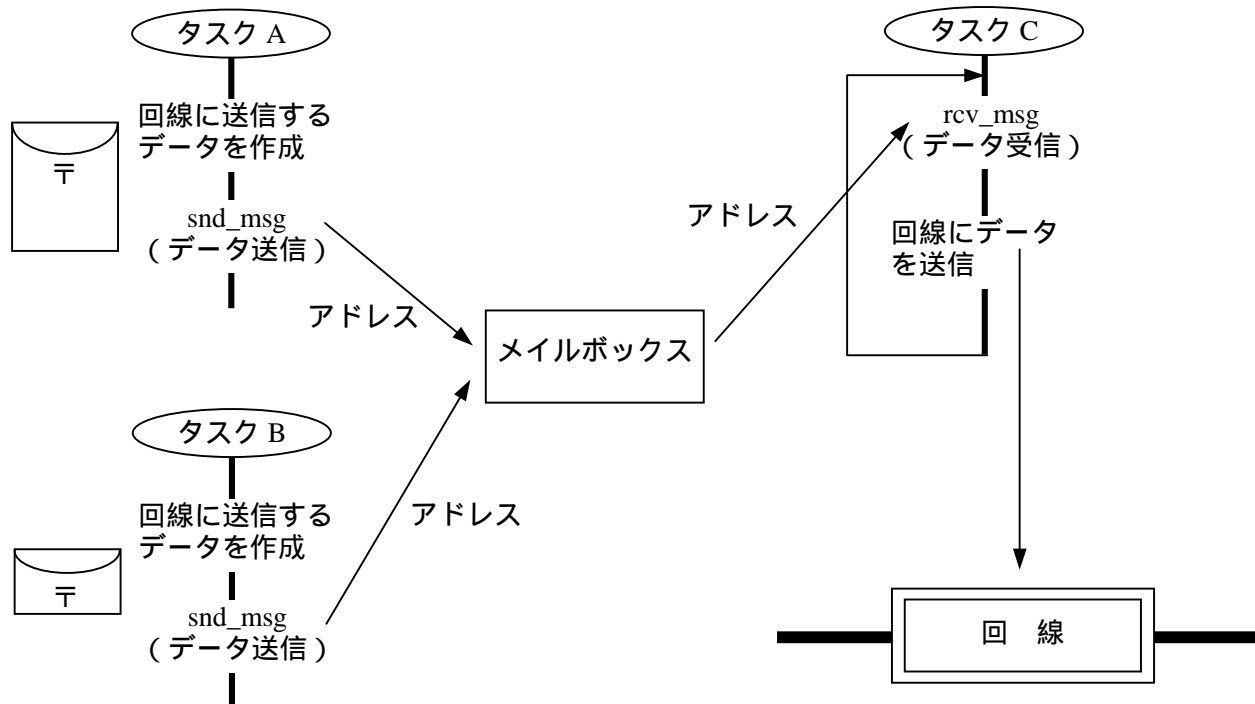 タスク A
回線に送信する
データを作成
〒
snd_msg
（データ送信）
アドレス
メイルボックス
タスク B
回線に送信する
データを作成
〒
snd_msg
（データ送信）
アドレス
アドレス
タスク C
rcv_msg
（データ受信）
回線にデータ
を送信
回　線